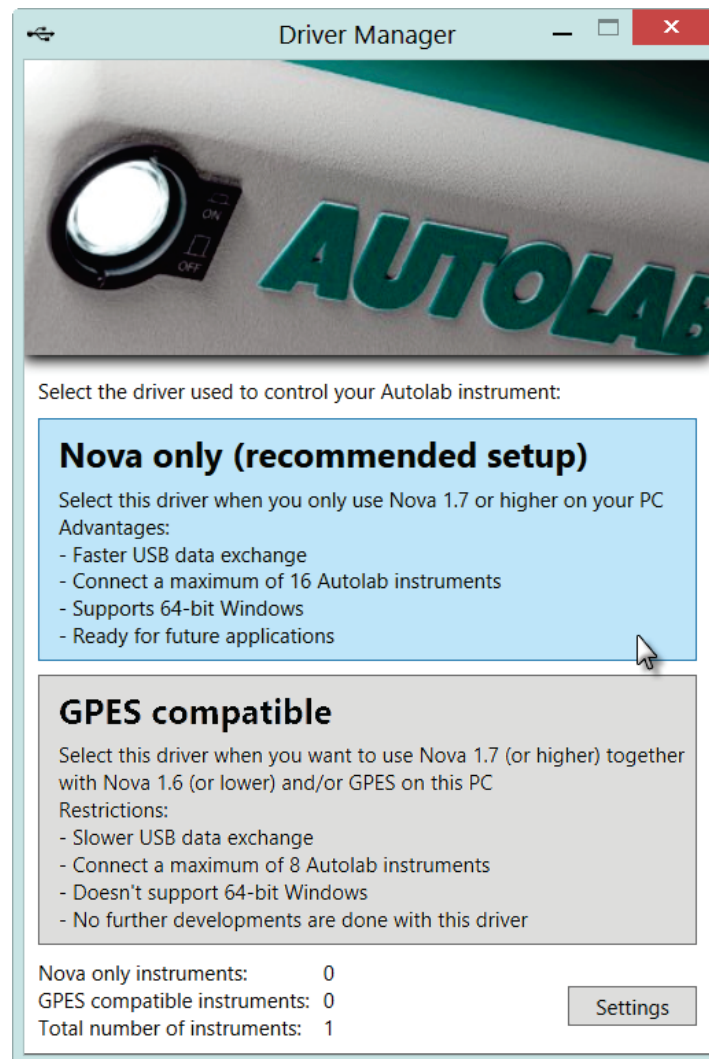 Driver Manager
ON
OFF
AUTOLAB
Select the driver used to control your Autolab instrument:
Nova only (recommended setup)
Select this driver when you only use Nova 1.7 or higher on your PC
Advantages:
- Faster USB data exchange
- Connect a maximum of 16 Autolab instruments
- Supports 64-bit Windows
- Ready for future applications
GPES compatible
Select this driver when you want to use Nova 1.7 (or higher) together
with Nova 1.6 (or lower) and/or GPES on this PC
Restrictions:
- Slower USB data exchange
- Connect a maximum of 8 Autolab instruments
- Doesn't support 64-bit Windows
- No further developments are done with this driver
Nova only instruments: 0
GPES compatible instruments: 0
Total number of instruments: 1
Settings